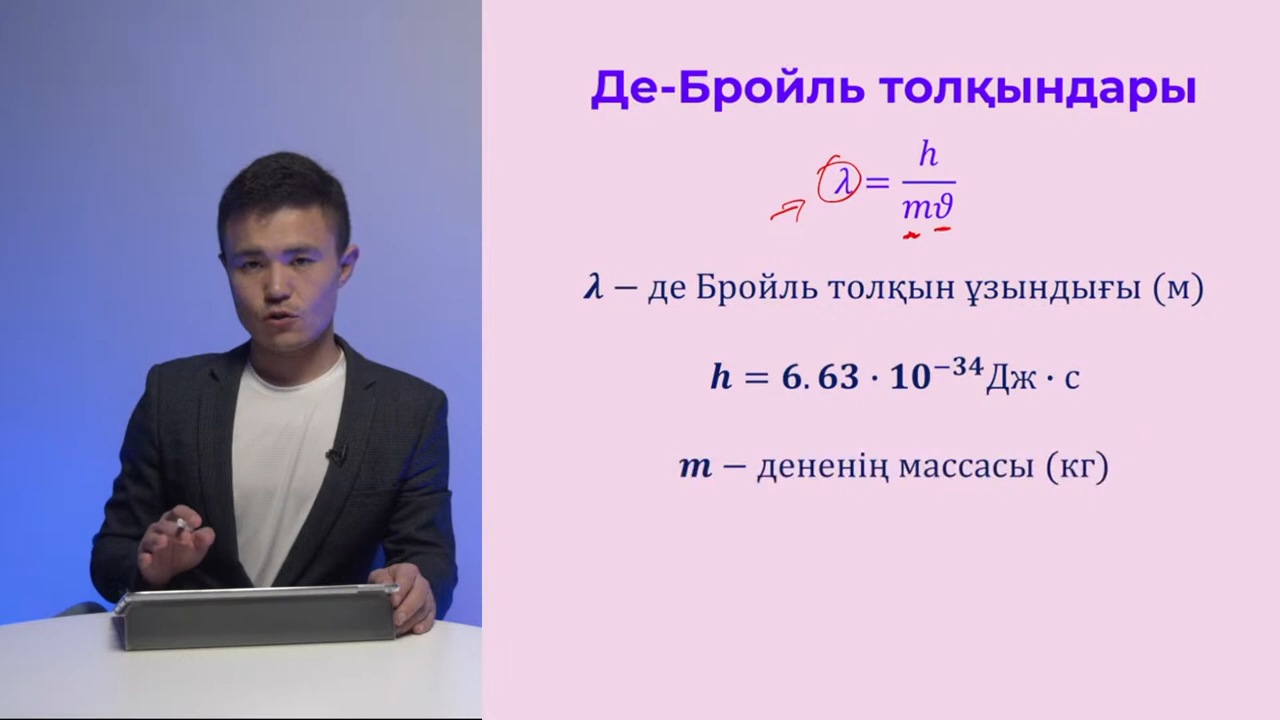 Де-Бройль толқындары
λ = h / mϑ
λ – де Бройль толқын ұзындығы (м)
h = 6.63 · 10⁻³⁴ Дж · с
m – дененің массасы (кг)